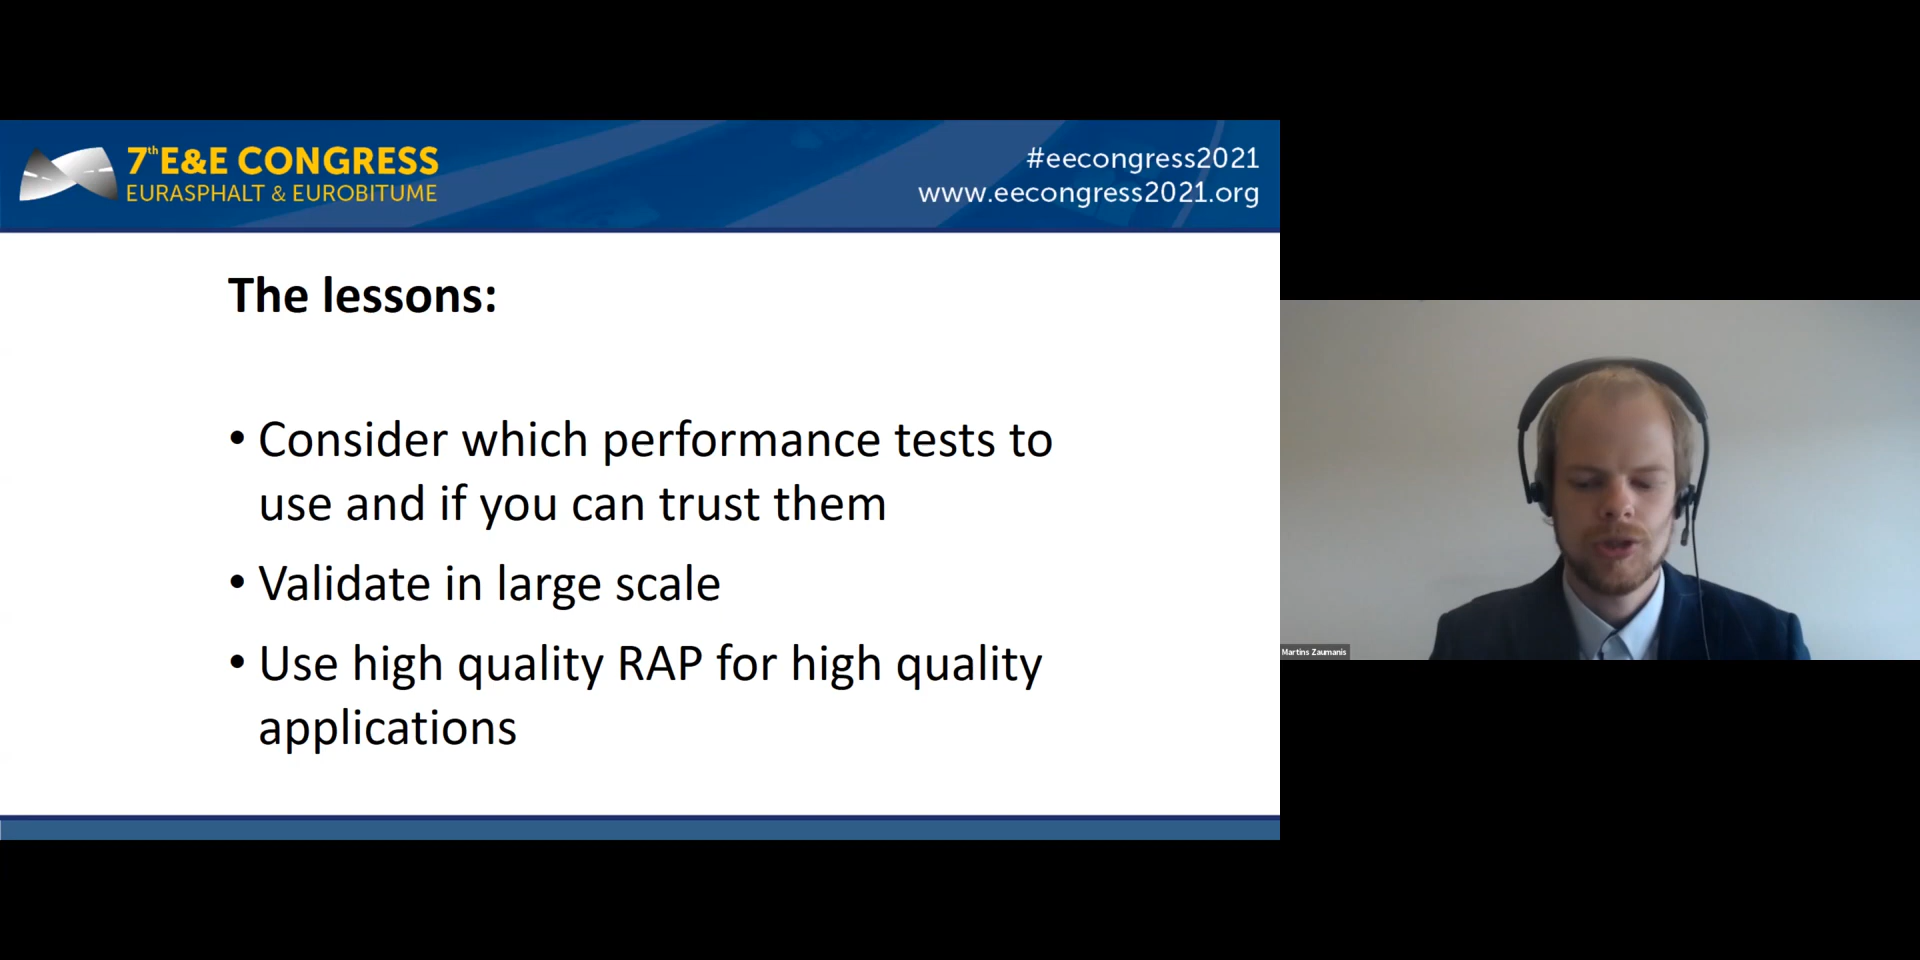 7th E&E CONGRESS
EURASPHALT & EUROBITUME
#eecongress2021
www.eecongress2021.org
The lessons:
• Consider which performance tests to
use and if you can trust them
• Validate in large scale
• Use high quality RAP for high quality
applications
Martins Zaumanis